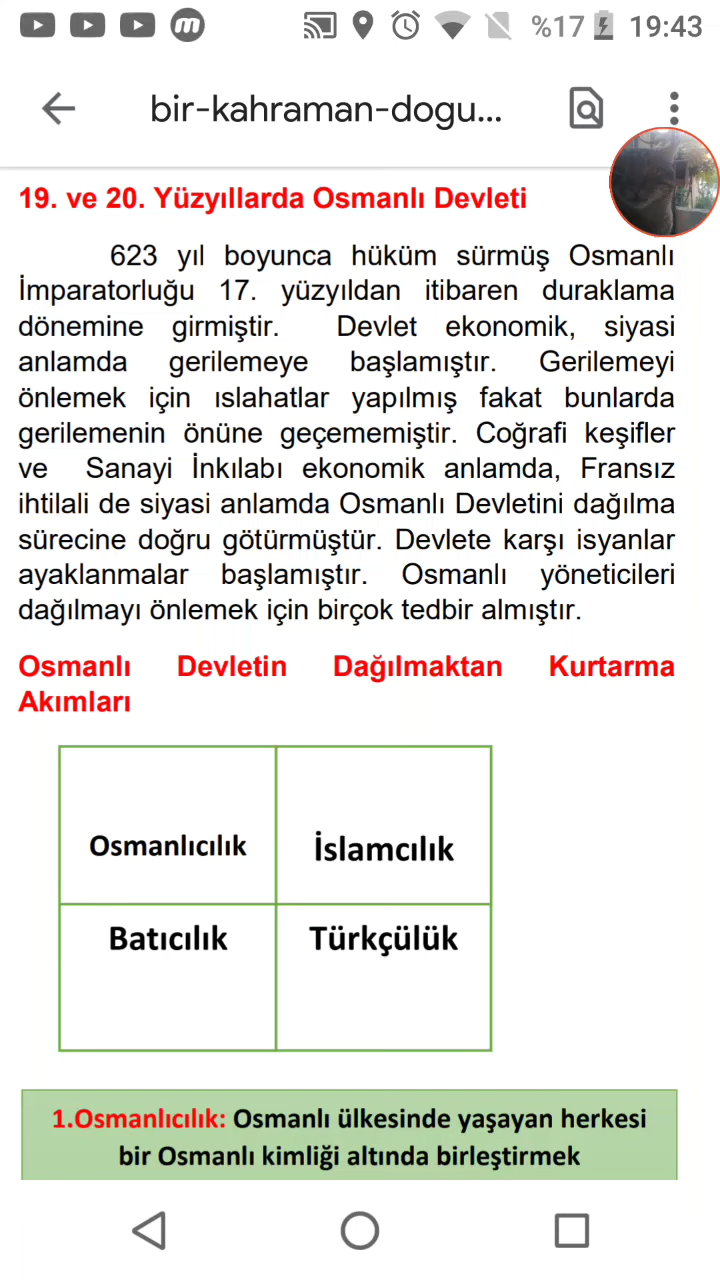 %17 19:43
bir-kahraman-dogu...
19. ve 20. Yüzyıllarda Osmanlı Devleti
623 yıl boyunca hüküm sürmüş Osmanlı
İmparatorluğu 17. yüzyıldan itibaren duraklama
dönemine girmiştir. Devlet ekonomik, siyasi
anlamda gerilemeye başlamıştır. Gerilemeyi
önlemek için ıslahatlar yapılmış fakat bunlarda
gerilemenin önüne geçememiştir. Coğrafi keşifler
ve Sanayi İnkılabı ekonomik anlamda, Fransız
ihtilali de siyasi anlamda Osmanlı Devletini dağılma
sürecine doğru götürmüştür. Devlete karşı isyanlar
ayaklanmalar başlamıştır. Osmanlı yöneticileri
dağılmayı önlemek için birçok tedbir almıştır.
Osmanlı Devletin Dağılmaktan Kurtarma
Akımları
Osmanlıcılık İslamcılık
Batıcılık Türkçülük
1.Osmanlıcılık: Osmanlı ülkesinde yaşayan herkesi
bir Osmanlı kimliği altında birleştirmek